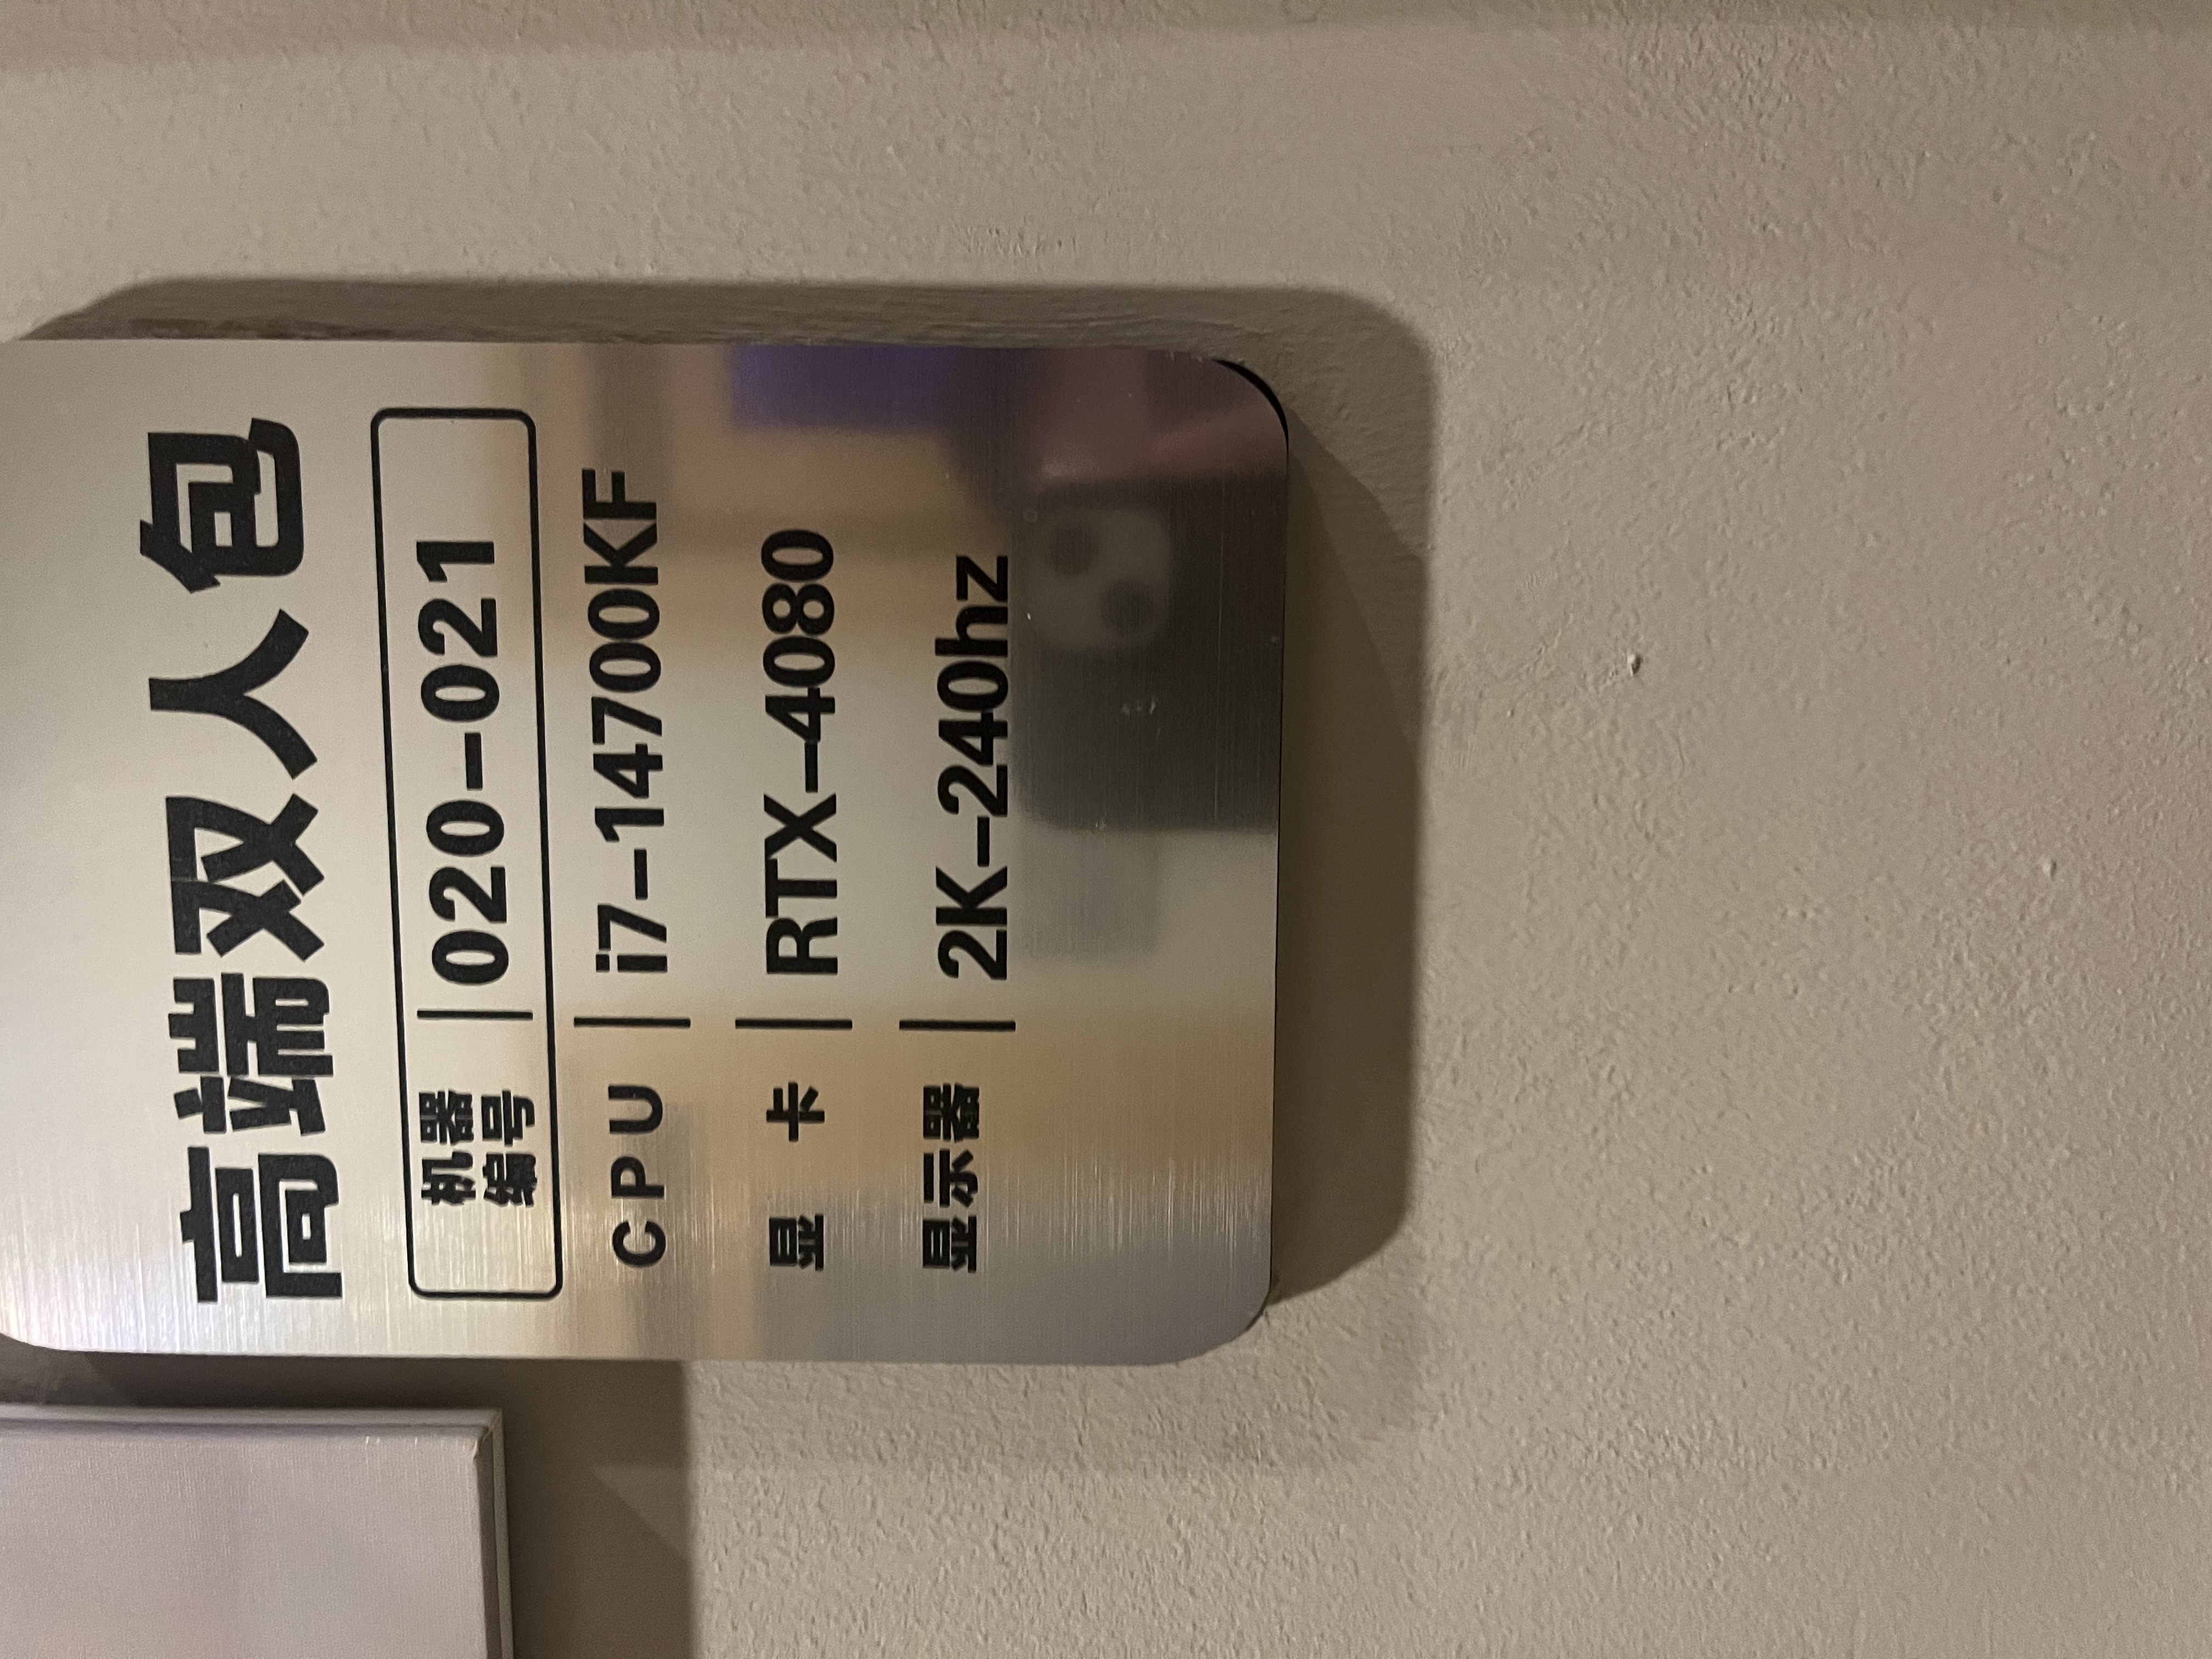 高端双人包
机器编号 | 020-021
CPU | i7-14700KF
显卡 | RTX-4080
显示器 | 2K-240hz